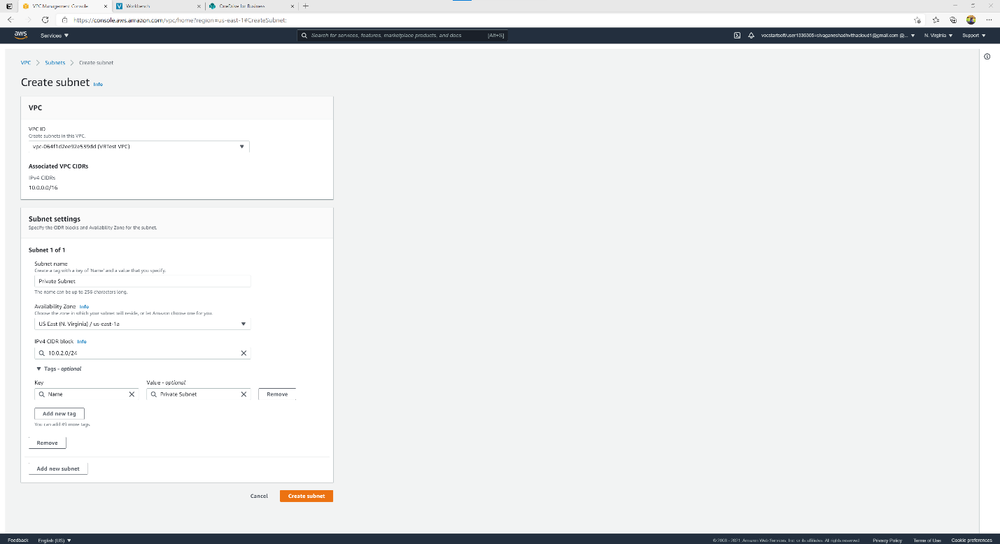 VPC Management Console
Workbench
OneDrive for Business
https://console.aws.amazon.com/vpc/home?region=us-east-1#CreateSubnet:
aws
Services
Search for services, features, marketplace products, and docs
[Alt+S]
vocstartsoft/user1336305=sivaganeshadhvithacloud1@gmail.com @...
N. Virginia
Support
VPC
Subnets
Create subnet
Create subnet Info
VPC
VPC ID
Create subnets in this VPC.
vpc-064f1d2ee92e539dd (VRTest VPC)
Associated VPC CIDRs
IPv4 CIDRs
10.0.0.0/16
Subnet settings
Specify the CIDR blocks and Availability Zone for the subnet.
Subnet 1 of 1
Subnet name
Create a tag with a key of 'Name' and a value that you specify.
Private Subnet
The name can be up to 256 characters long.
Availability Zone Info
Choose the zone in which your subnet will reside, or let Amazon choose one for you.
US East (N. Virginia) / us-east-1a
IPv4 CIDR block Info
10.0.2.0/24
Tags - optional
Key
Value - optional
Name
Private Subnet
Remove
Add new tag
You can add 49 more tags.
Remove
Add new subnet
Cancel
Create subnet
Feedback
English (US)
© 2008 - 2021, Amazon Web Services, Inc. or its affiliates. All rights reserved.
Privacy Policy
Terms of Use
Cookie preferences